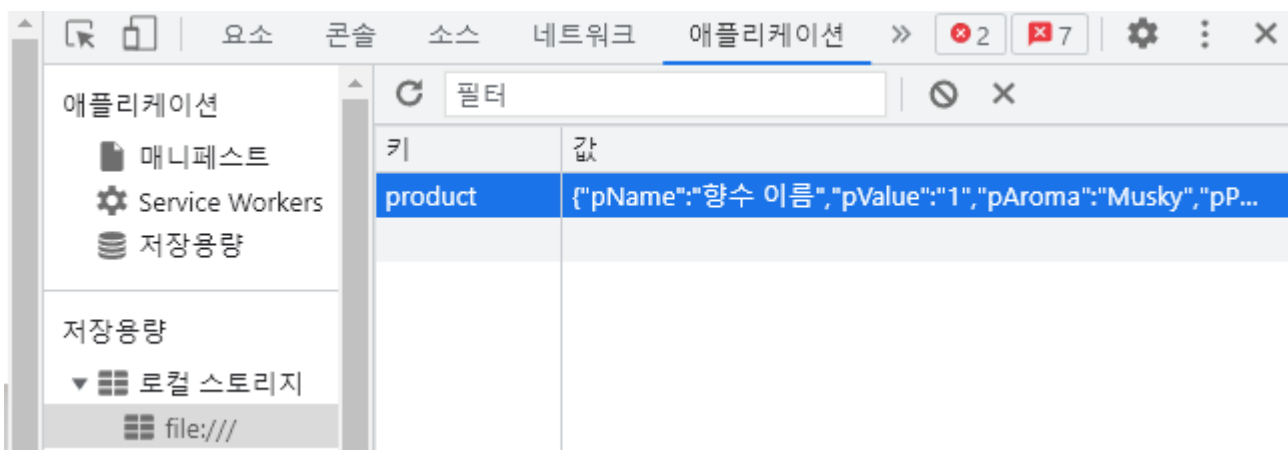 요소 콘솔 소스 네트워크 애플리케이션 » 2 7
애플리케이션
매니페스트
Service Workers
저장용량
저장용량
로컬 스토리지
file:///
필터
키 값
product {"pName":"향수 이름","pValue":"1","pAroma":"Musky","pP...